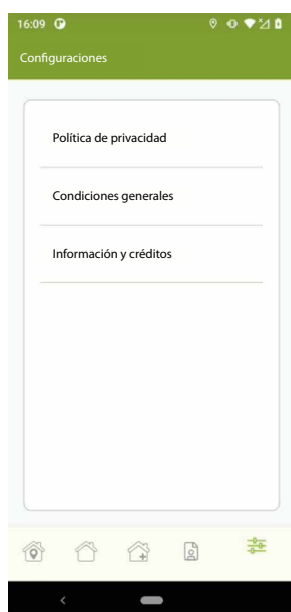 16:09
Configuraciones
Política de privacidad
Condiciones generales
Información y créditos